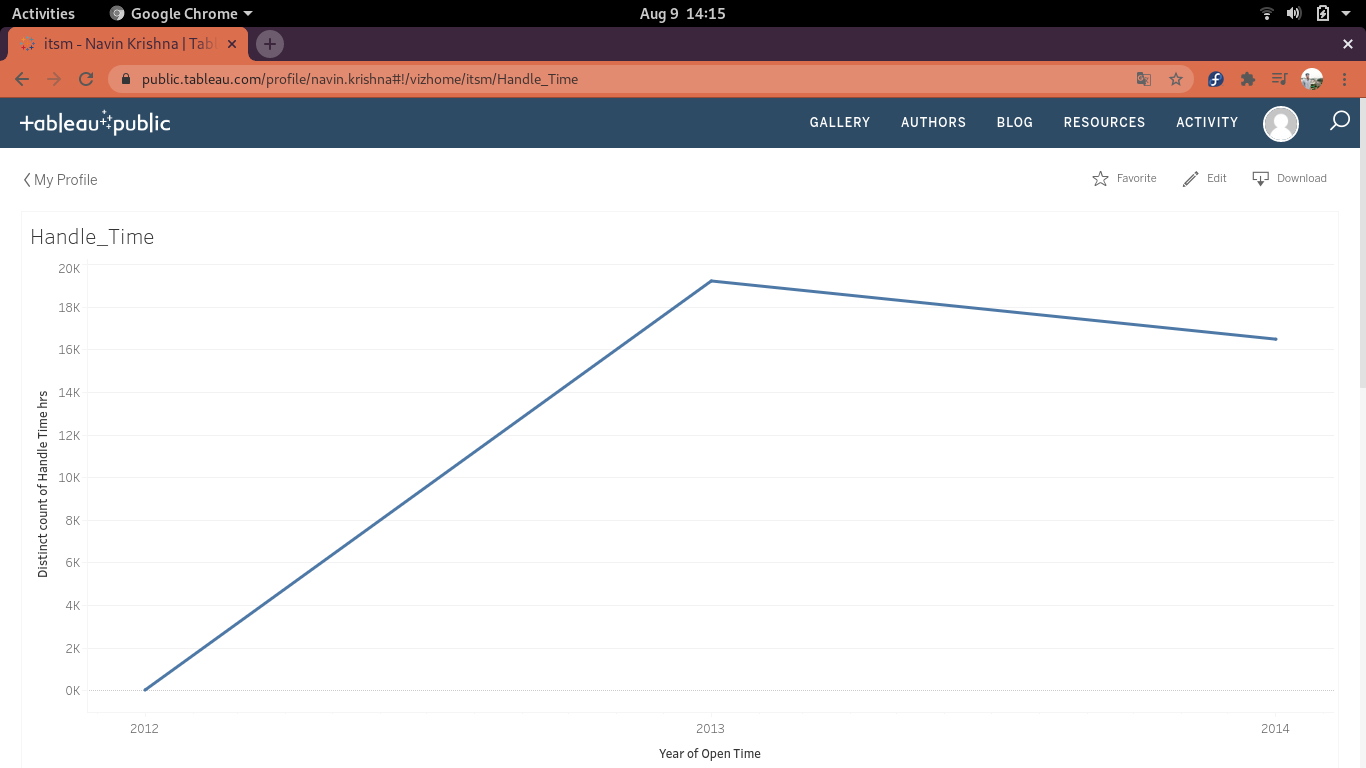 Activities Google Chrome Aug 9 14:15
itsm - Navin Krishna | Tab
public.tableau.com/profile/navin.krishna#!/vizhome/itsm/Handle_Time
tableau public GALLERY AUTHORS BLOG RESOURCES ACTIVITY
My Profile Favorite Edit Download
Handle_Time
20K
18K
16K
14K
12K
10K
8K
6K
4K
2K
0K
Distinct count of Handle Time hrs
2012 2013 2014
Year of Open Time